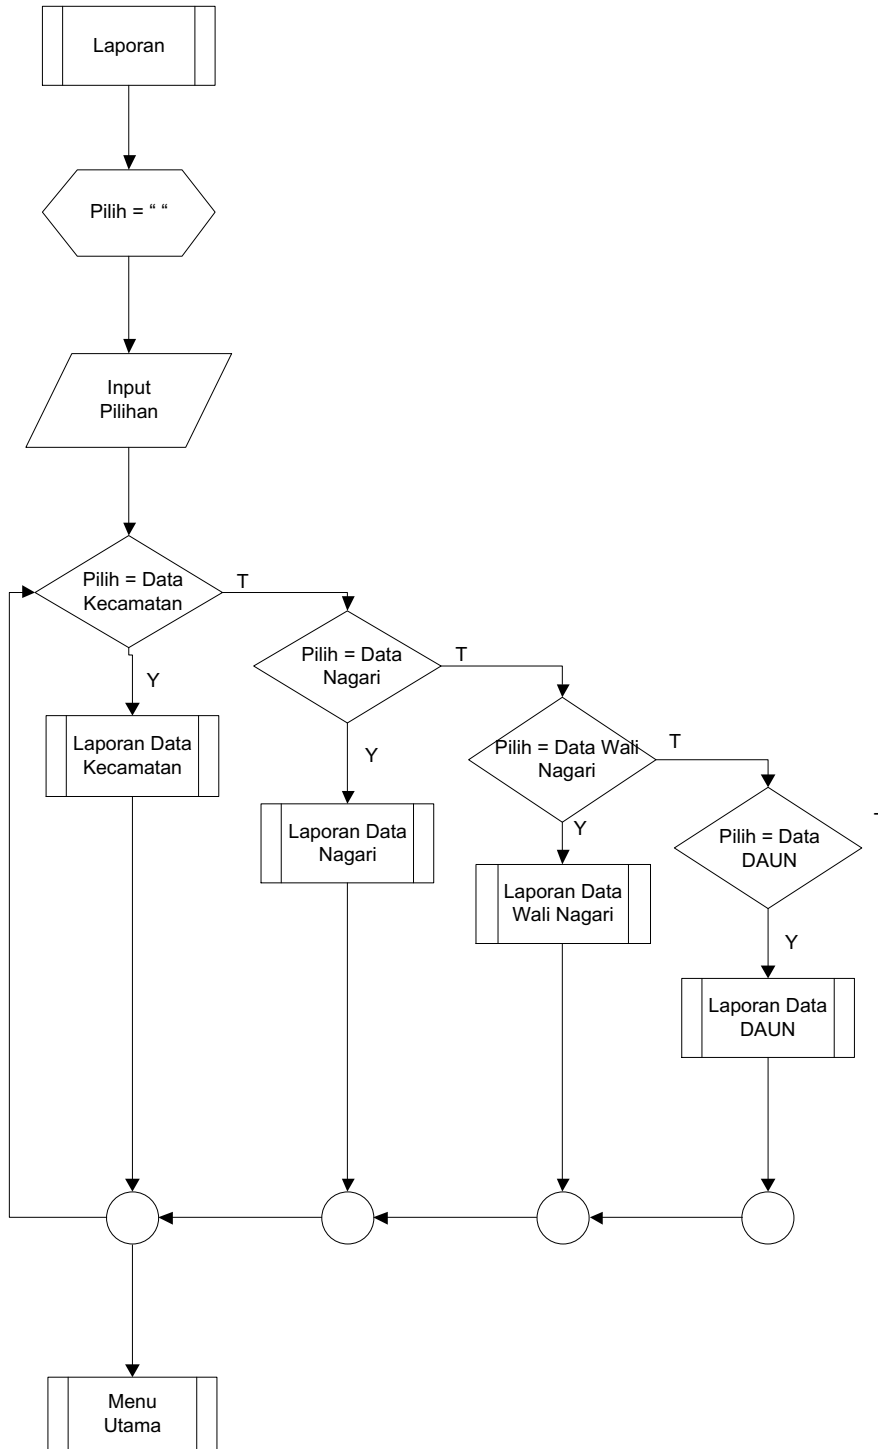 Laporan
Pilih = “ “
Input
Pilihan
Pilih = Data
Kecamatan
T
Y
Laporan Data
Kecamatan
Pilih = Data
Nagari
T
Y
Laporan Data
Nagari
Pilih = Data Wali
Nagari
T
Y
Laporan Data
Wali Nagari
Pilih = Data
DAUN
Y
Laporan Data
DAUN
Menu
Utama